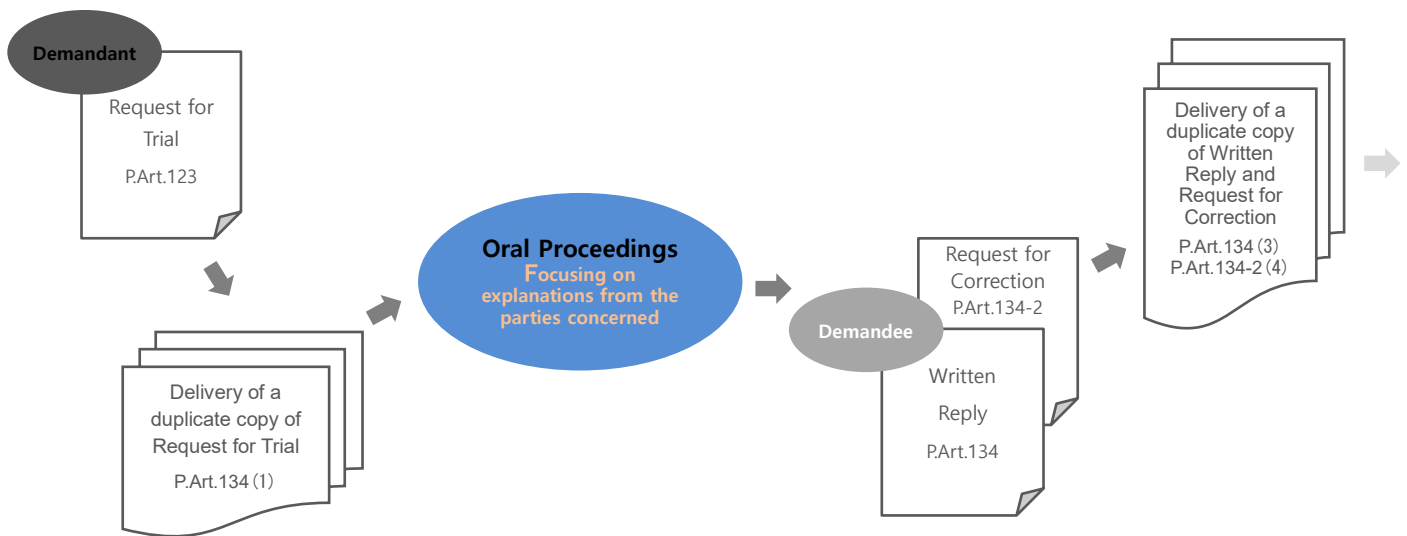 Demandant
Request for
Trial
P.Art.123
Delivery of a
duplicate copy of
Request for Trial
P.Art.134 (1)
Oral Proceedings
Focusing on
explanations from the
parties concerned
Request for
Correction
P.Art.134-2
Demandee
Written
Reply
P.Art.134
Delivery of a
duplicate copy
of Written
Reply and
Request for
Correction
P.Art.134 (3)
P.Art.134-2 (4)